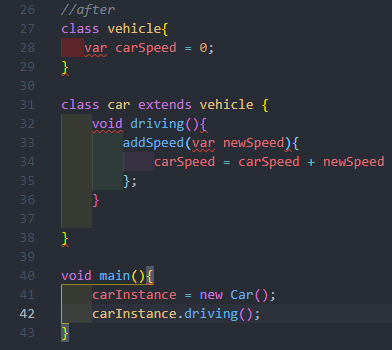 26 //after
27 class vehicle{
28 var carSpeed = 0;
29 }
30
31 class car extends vehicle {
32 void driving(){
33 addSpeed(var newSpeed){
34 carSpeed = carSpeed + newSpeed
35 };
36 }
37
38 }
39
40 void main(){
41 carInstance = new Car();
42 carInstance.driving();
43 }